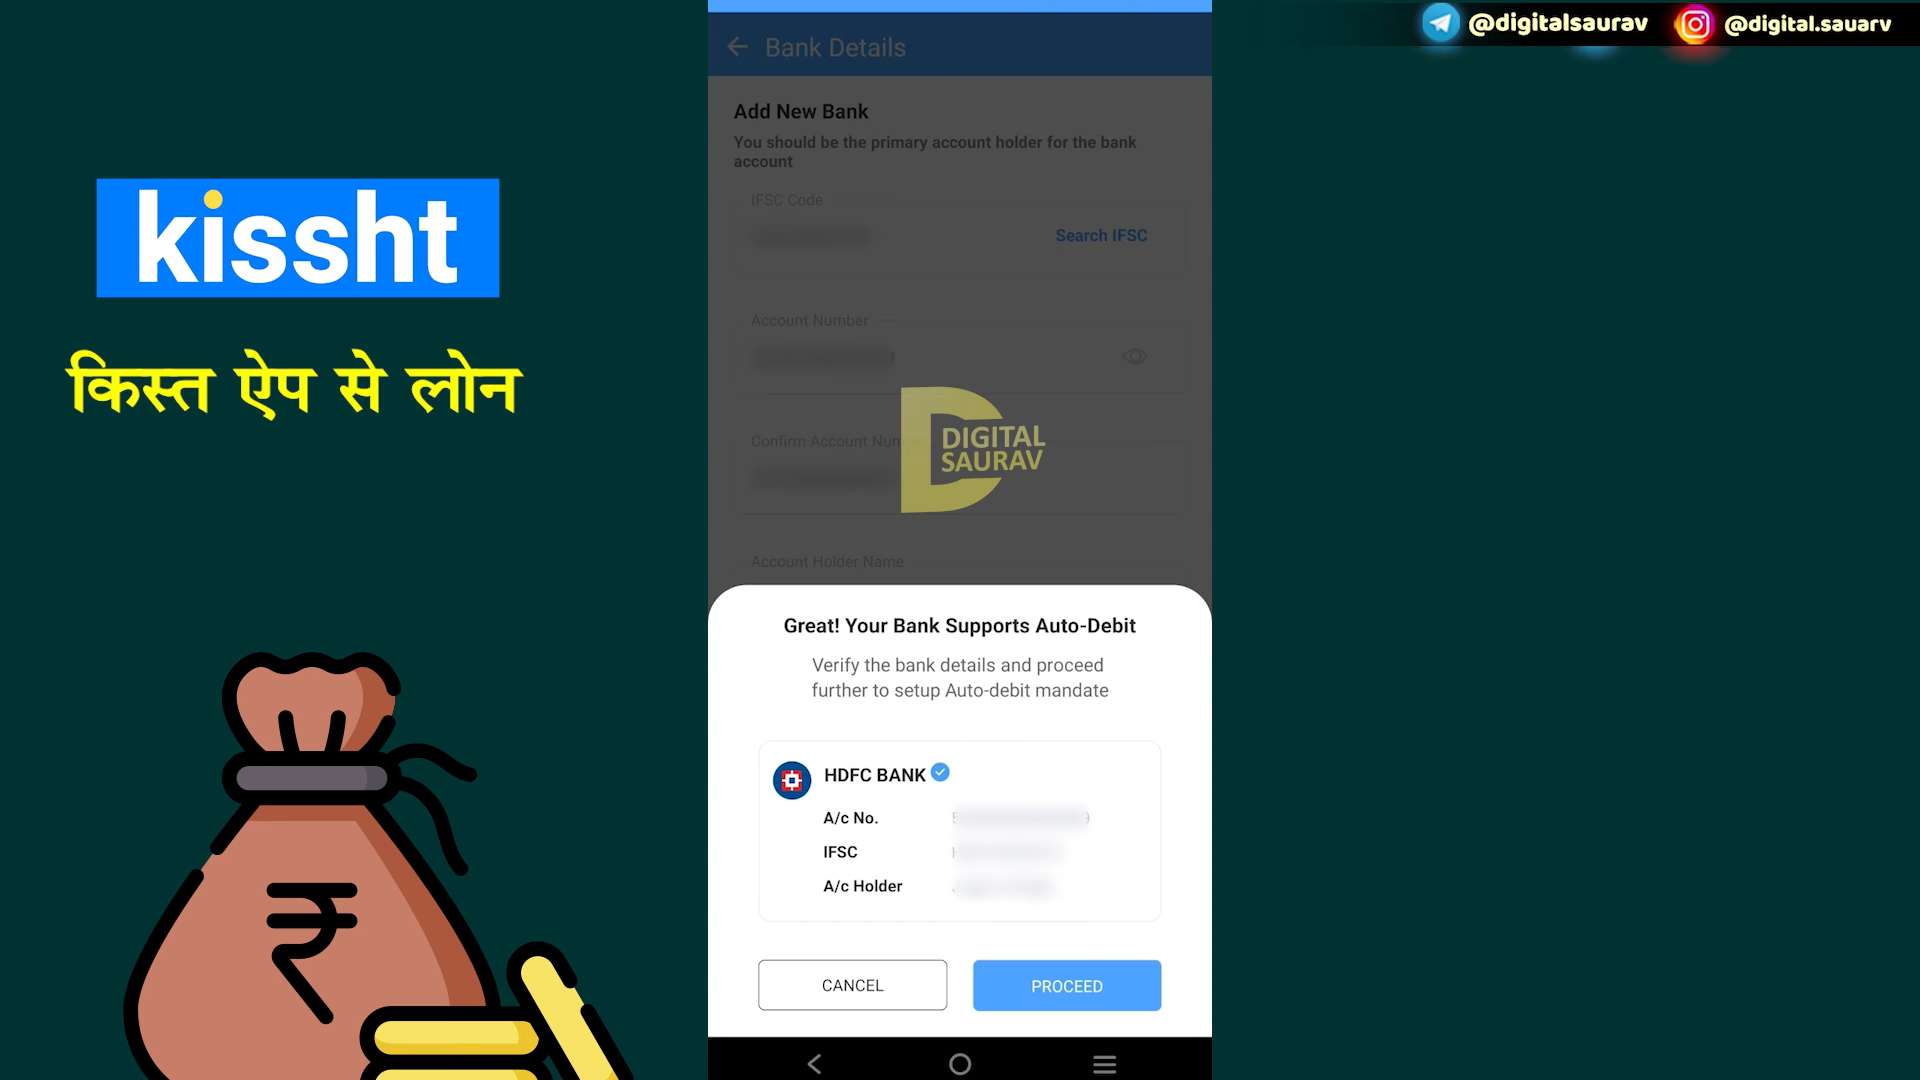 @digitalsaurav
@digital.sauarv
kissht
किस्त ऐप से लोन
Bank Details
Add New Bank
You should be the primary account holder for the bank
account
IFSC Code
Search IFSC
Account Number
Confirm Account Num
DIGITAL
SAURAV
Account Holder Name
Great! Your Bank Supports Auto-Debit
Verify the bank details and proceed
further to setup Auto-debit mandate
HDFC BANK
A/c No.
IFSC
A/c Holder
CANCEL
PROCEED